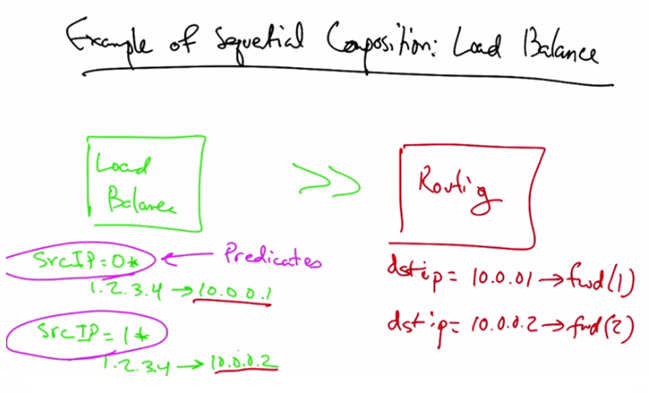 Example of Sequetial Composition: Load Balance
Load
Balance
>>
Routing
SrcIP=0*
Predicates
1.2.3.4 → 10.0.0.1
SrcIP=1*
1.2.3.4 → 10.0.0.2
dstip= 10.0.01 → fwd(1)
dstip= 10.0.0.2 → fwd(2)